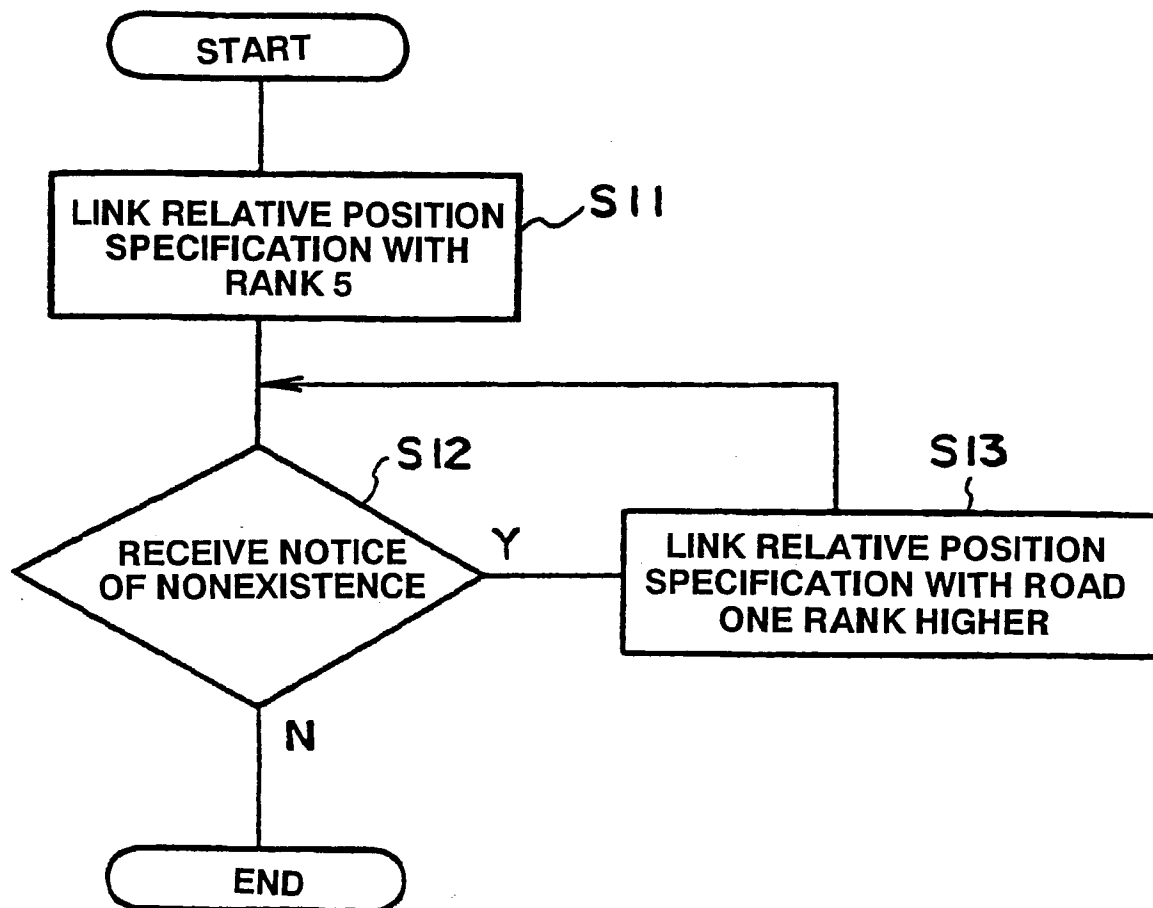 START
LINK RELATIVE POSITION
SPECIFICATION WITH
RANK 5
S11
S12
RECEIVE NOTICE
OF NONEXISTENCE
Y
S13
LINK RELATIVE POSITION
SPECIFICATION WITH ROAD
ONE RANK HIGHER
N
END